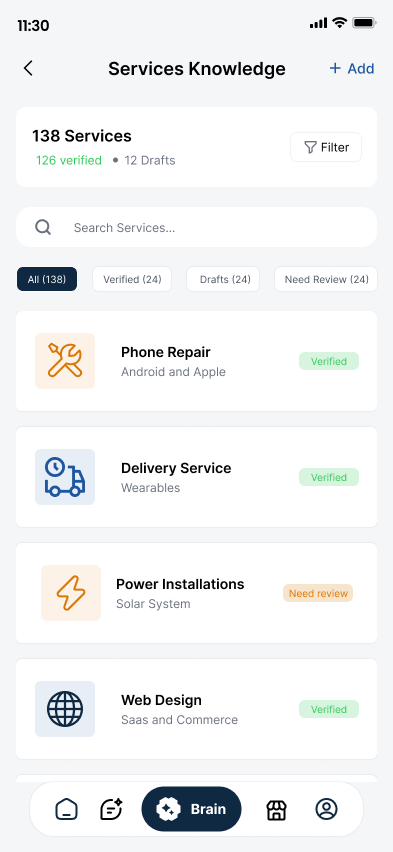 11:30
Services Knowledge
+ Add
138 Services
126 verified • 12 Drafts
Filter
Search Services...
All (138)
Verified (24)
Drafts (24)
Need Review (24)
Phone Repair
Android and Apple
Verified
Delivery Service
Wearables
Verified
Power Installations
Solar System
Need review
Web Design
Saas and Commerce
Verified
Brain